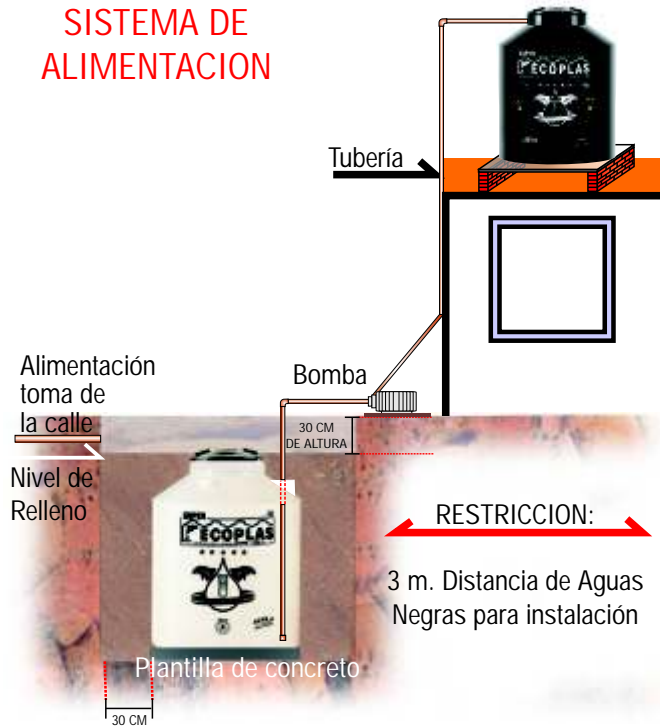 SISTEMA DE
ALIMENTACION
ECOPLAS
Tubería
Alimentación
toma de
la calle
Bomba
30 CM
DE ALTURA
Nivel de
Relleno
SUPER
ECOPLAS
RESTRICCION:
3 m. Distancia de Aguas
Negras para instalación
Plantilla de concreto
30 CM